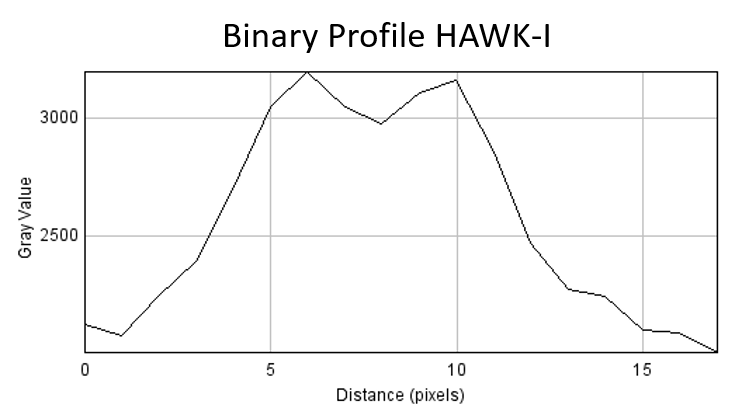 Binary Profile HAWK-I
3000
2500
Gray Value
0 5 10 15
Distance (pixels)